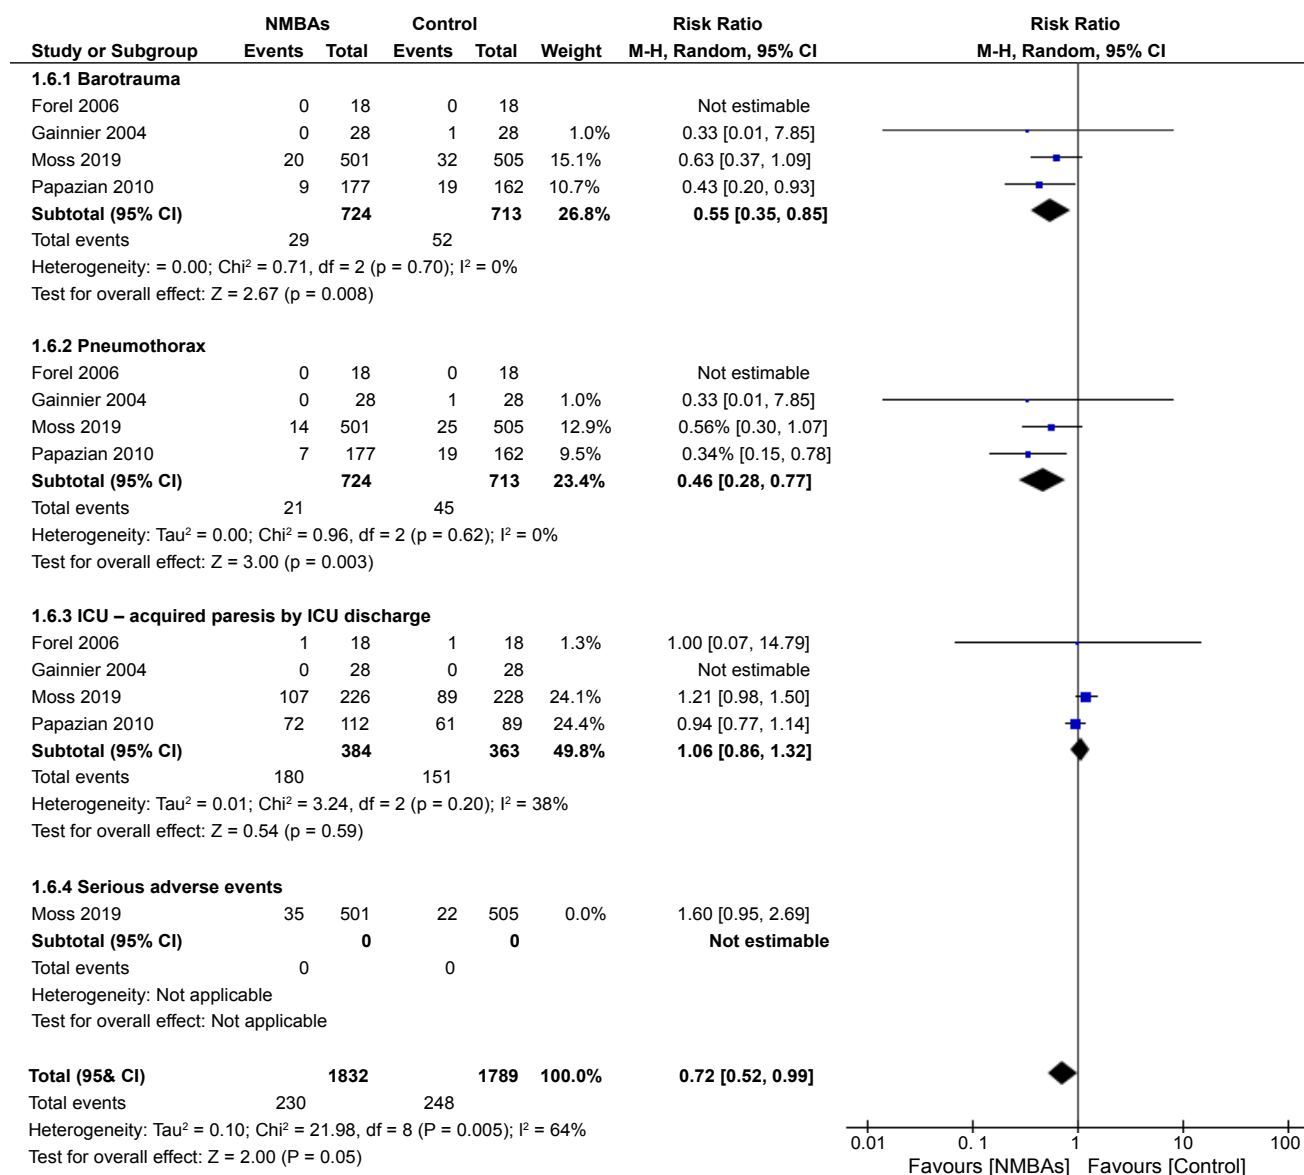 NMBAs Control Risk Ratio Risk Ratio
Study or Subgroup Events Total Events Total Weight M-H, Random, 95% CI M-H, Random, 95% CI
1.6.1 Barotrauma
Forel 2006 0 18 0 18 Not estimable
Gainnier 2004 0 28 1 28 1.0% 0.33 [0.01, 7.85]
Moss 2019 20 501 32 505 15.1% 0.63 [0.37, 1.09]
Papazian 2010 9 177 19 162 10.7% 0.43 [0.20, 0.93]
Subtotal (95% CI) 724 713 26.8% 0.55 [0.35, 0.85]
Total events 29 52
Heterogeneity: = 0.00; Chi² = 0.71, df = 2 (p = 0.70); I² = 0%
Test for overall effect: Z = 2.67 (p = 0.008)
1.6.2 Pneumothorax
Forel 2006 0 18 0 18 Not estimable
Gainnier 2004 0 28 1 28 1.0% 0.33 [0.01, 7.85]
Moss 2019 14 501 25 505 12.9% 0.56% [0.30, 1.07]
Papazian 2010 7 177 19 162 9.5% 0.34% [0.15, 0.78]
Subtotal (95% CI) 724 713 23.4% 0.46 [0.28, 0.77]
Total events 21 45
Heterogeneity: Tau² = 0.00; Chi² = 0.96, df = 2 (p = 0.62); I² = 0%
Test for overall effect: Z = 3.00 (p = 0.003)
1.6.3 ICU – acquired paresis by ICU discharge
Forel 2006 1 18 1 18 1.3% 1.00 [0.07, 14.79]
Gainnier 2004 0 28 0 28 Not estimable
Moss 2019 107 226 89 228 24.1% 1.21 [0.98, 1.50]
Papazian 2010 72 112 61 89 24.4% 0.94 [0.77, 1.14]
Subtotal (95% CI) 384 363 49.8% 1.06 [0.86, 1.32]
Total events 180 151
Heterogeneity: Tau² = 0.01; Chi² = 3.24, df = 2 (p = 0.20); I² = 38%
Test for overall effect: Z = 0.54 (p = 0.59)
1.6.4 Serious adverse events
Moss 2019 35 501 22 505 0.0% 1.60 [0.95, 2.69]
Subtotal (95% CI) 0 0 Not estimable
Total events 0 0
Heterogeneity: Not applicable
Test for overall effect: Not applicable
Total (95& CI) 1832 1789 100.0% 0.72 [0.52, 0.99]
Total events 230 248
Heterogeneity: Tau² = 0.10; Chi² = 21.98, df = 8 (P = 0.005); I² = 64%
Test for overall effect: Z = 2.00 (P = 0.05)
0.01 0. 1 1 10 100
Favours [NMBAs] Favours [Control]